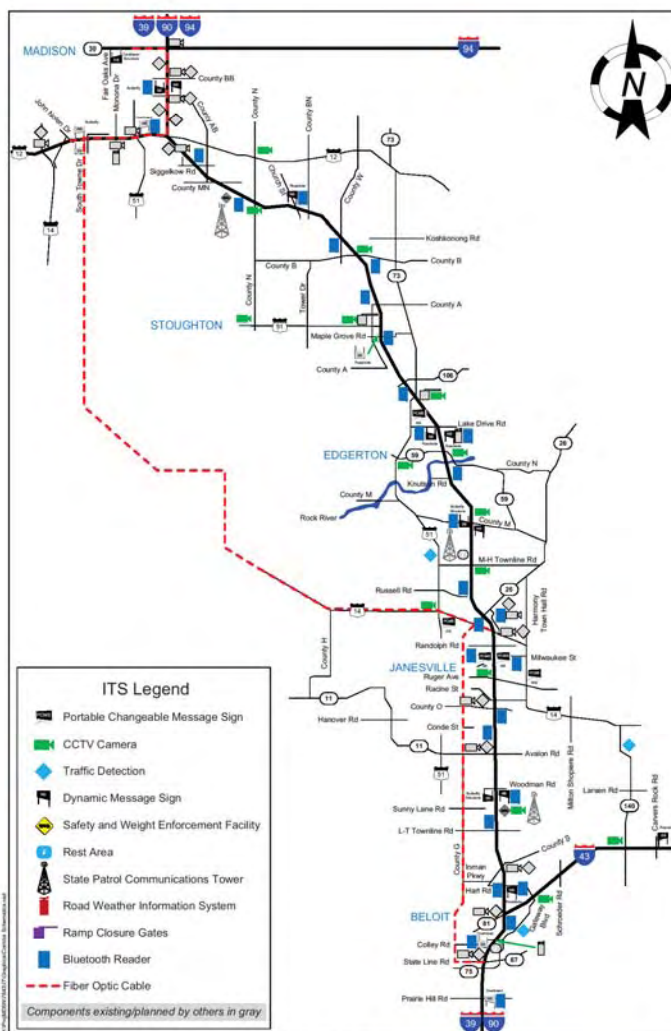 39 90 94
MADISON
30
94
Fair Oaks Ave
Monona Dr
County BB
County AB
County N
County BN
John Nolen Dr
South Towne Dr
12
12
73
Siggelkow Rd
County MN
Church St
County W
51
14
Koshkonong Rd
County B
County B
73
County N
Tower Dr
County A
STOUGHTON
51
Maple Grove Rd
County A
106
Lake Drive Rd
EDGERTON
59
26
County N
Knutson Rd
59
County M
Rock River
County M
51
M-H Townline Rd
Russell Rd
26
Harmony Town Hall Rd
14
County H
Randolph Rd
Milwaukee St
JANESVILLE
Ruger Ave
Racine St
11
County O
14
Hanover Rd
Conde St
11
Avalon Rd
51
Milton Shopiere Rd
Woodman Rd
Sunny Lane Rd
Larsen Rd
140
Carvers Rock Rd
L-T Townline Rd
County G
County S
43
Inman Pkwy
Hart Rd
Schroeder Rd
BELOIT
81
Gateway Blvd
Colley Rd
State Line Rd
75
67
Prairie Hill Rd
39 90
N
ITS Legend
Portable Changeable Message Sign
CCTV Camera
Traffic Detection
Dynamic Message Sign
Safety and Weight Enforcement Facility
Rest Area
State Patrol Communications Tower
Road Weather Information System
Ramp Closure Gates
Bluetooth Reader
Fiber Optic Cable
Components existing/planned by others in gray